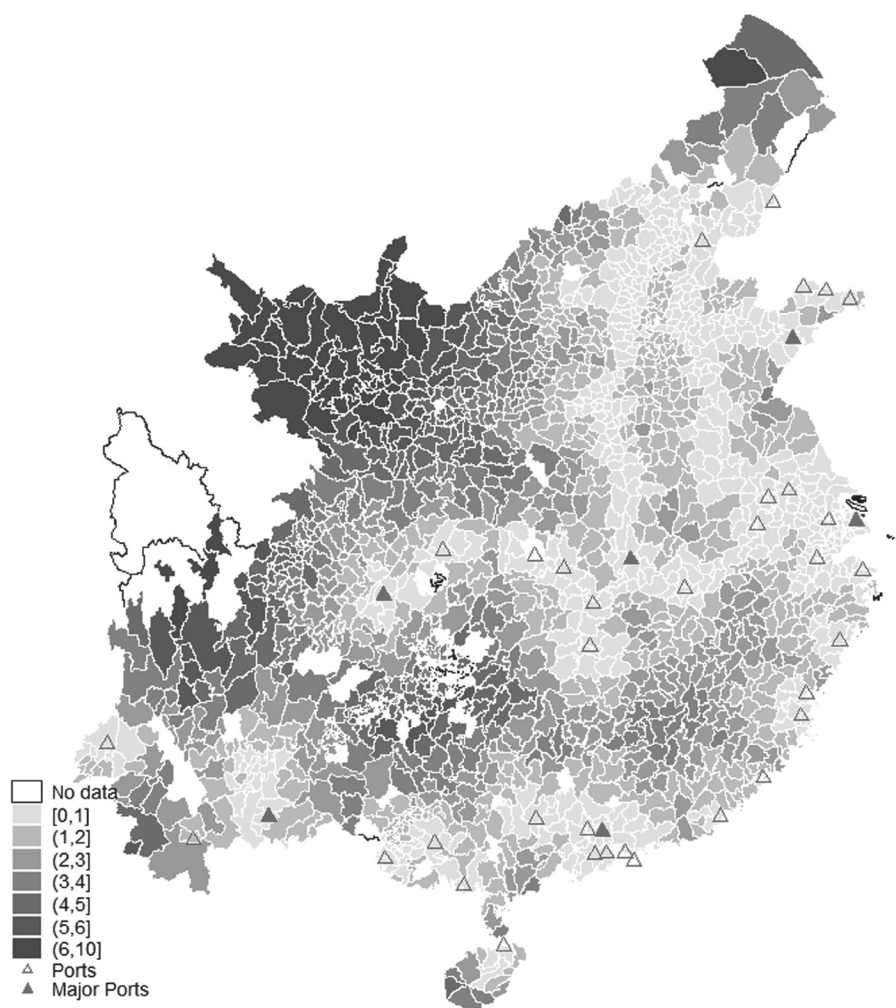 No data
[0,1]
(1,2]
(2,3]
(3,4]
(4,5]
(5,6]
(6,10]
Ports
Major Ports